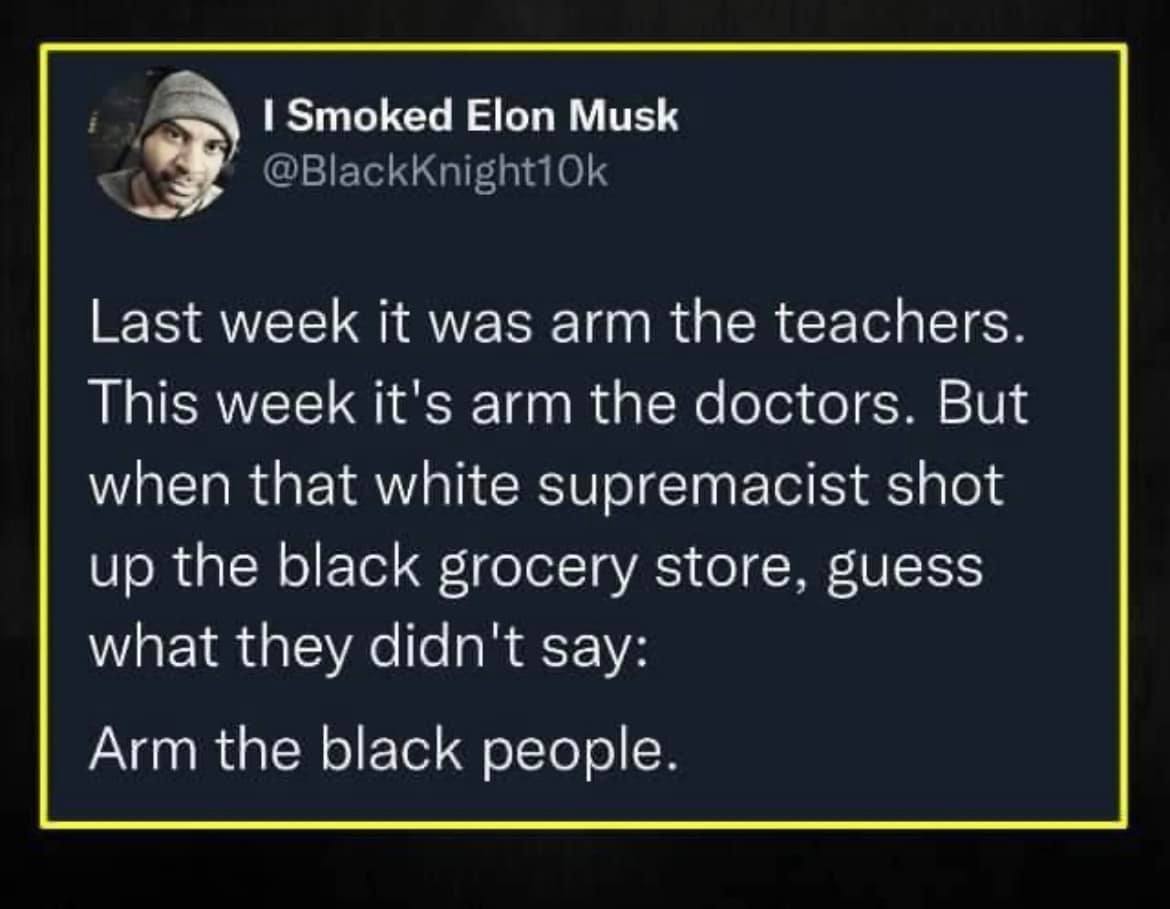 I Smoked Elon Musk
@BlackKnight10k
Last week it was arm the teachers.
This week it's arm the doctors. But
when that white supremacist shot
up the black grocery store, guess
what they didn't say:
Arm the black people.